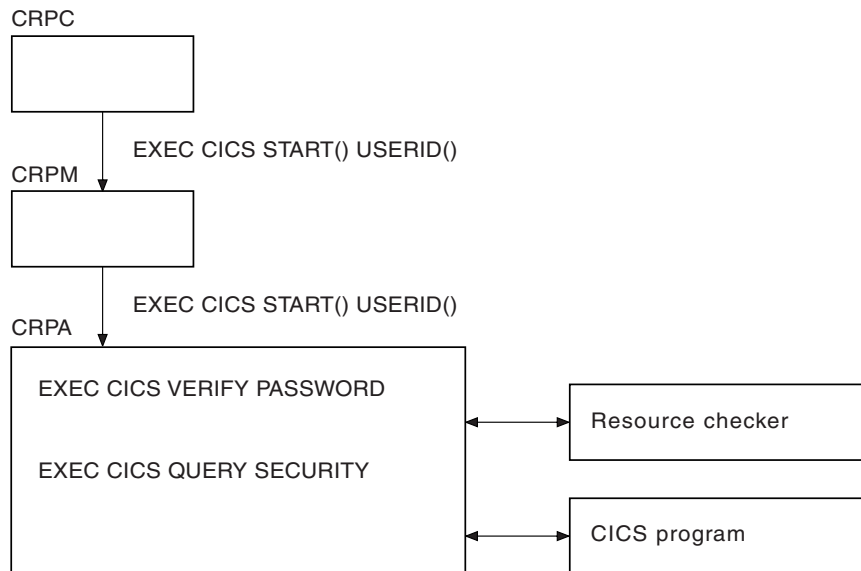 CRPC
EXEC CICS START() USERID()
CRPM
EXEC CICS START() USERID()
CRPA
EXEC CICS VERIFY PASSWORD
Resource checker
EXEC CICS QUERY SECURITY
CICS program